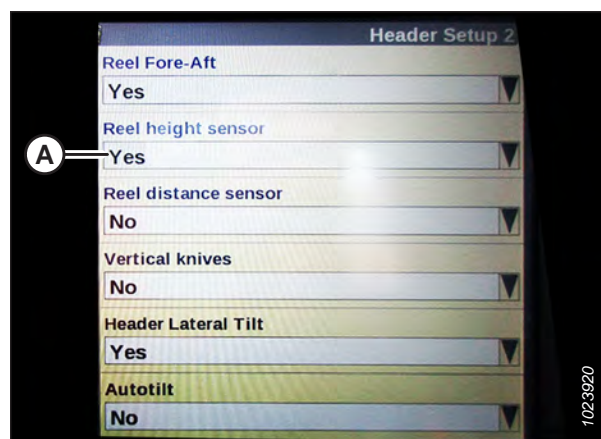 Header Setup 2
Reel Fore-Aft
Yes
Reel height sensor
A
Yes
Reel distance sensor
No
Vertical knives
No
Header Lateral Tilt
Yes
Autotilt
No
1023920